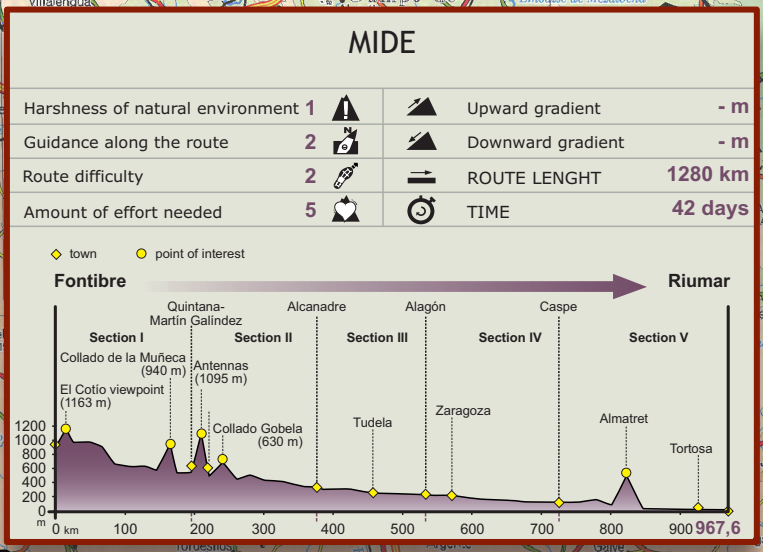 Villalengua
Embalse de Mezalocha
MIDE
Harshness of natural environment 1
Guidance along the route 2
Route difficulty 2
Amount of effort needed 5
N
Upward gradient - m
Downward gradient - m
ROUTE LENGHT 1280 km
TIME 42 days
town
point of interest
Fontibre
Riumar
Quintana-
Martín Galíndez
Alcanadre
Alagón
Caspe
Section I
Section II
Section III
Section IV
Section V
Collado de la Muñeca
(940 m)
Antennas
(1095 m)
El Cotío viewpoint
(1163 m)
Collado Gobela
(630 m)
Tudela
Zaragoza
Almatret
Tortosa
1200
1000
800
600
400
200
0
m
0 km 100 200 300 400 500 600 700 800 900 967,6